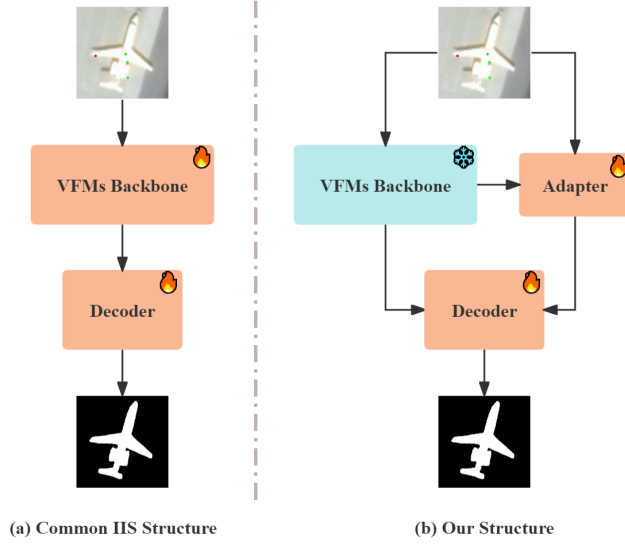 VFMs Backbone
Decoder
(a) Common IIS Structure
VFMs Backbone
Adapter
Decoder
(b) Our Structure